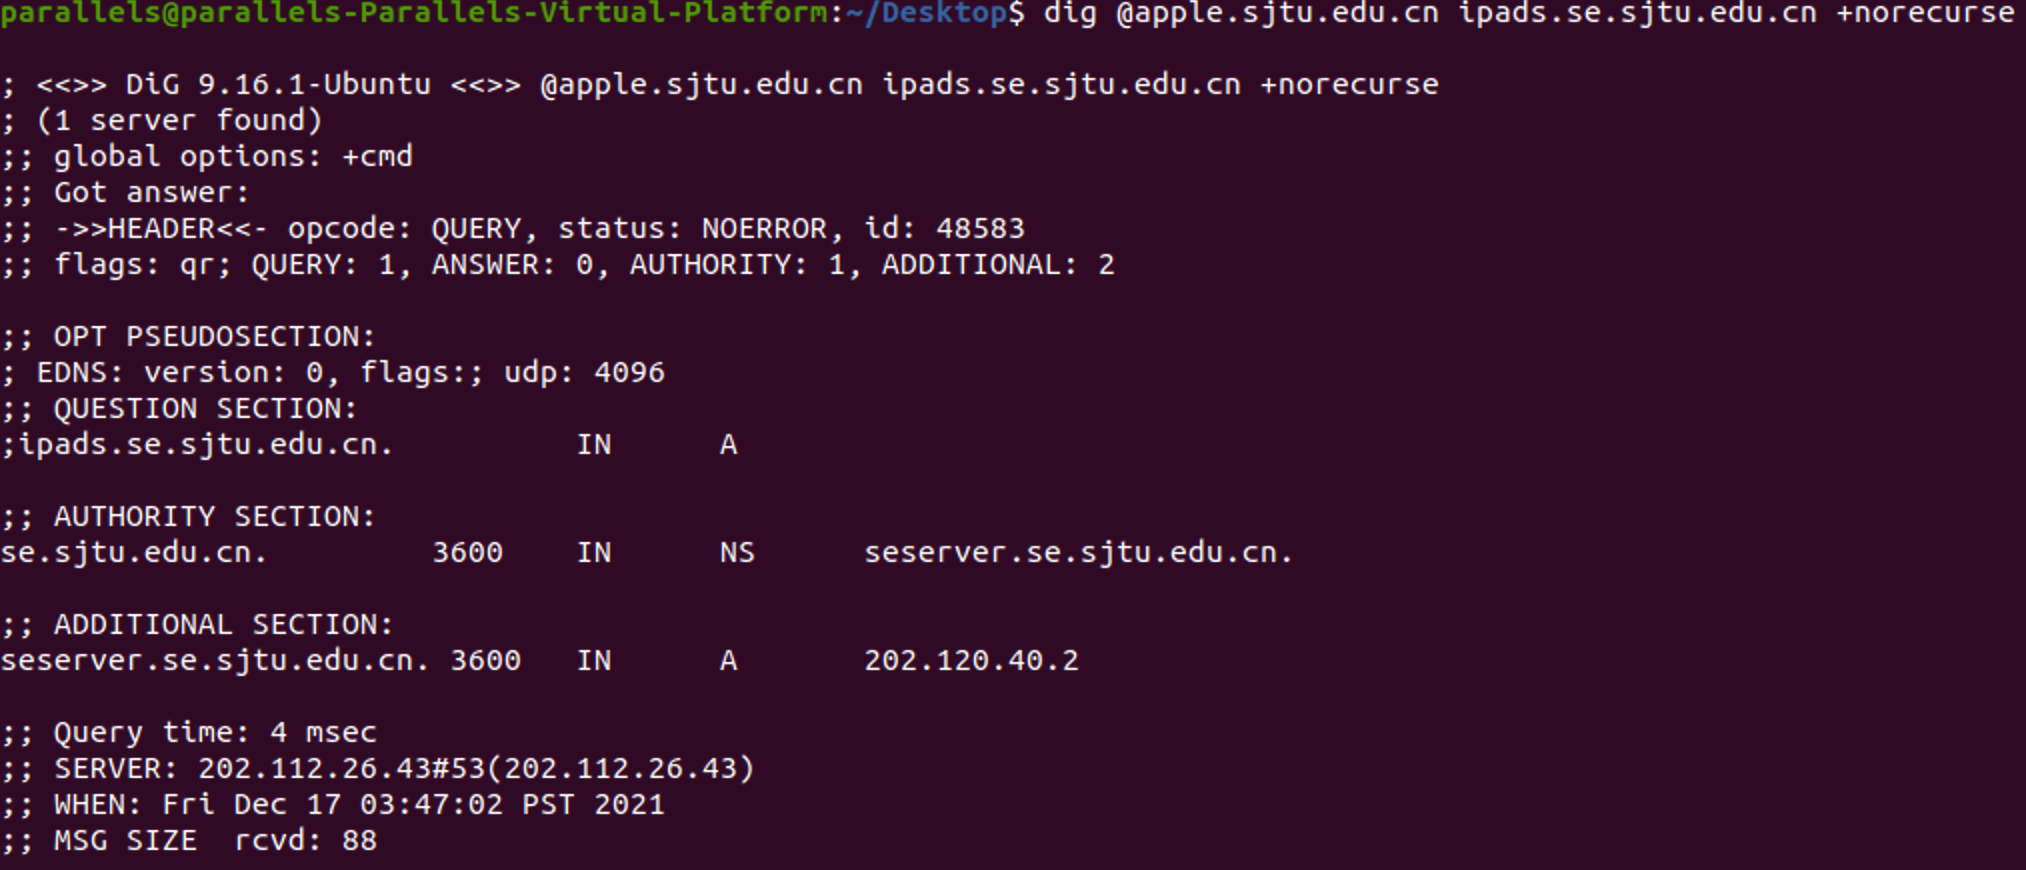 parallels@parallels-Parallels-Virtual-Platform:~/Desktop$ dig @apple.sjtu.edu.cn ipads.se.sjtu.edu.cn +norecurse
; <<>> DiG 9.16.1-Ubuntu <<>> @apple.sjtu.edu.cn ipads.se.sjtu.edu.cn +norecurse
; (1 server found)
;; global options: +cmd
;; Got answer:
;; ->>HEADER<<- opcode: QUERY, status: NOERROR, id: 48583
;; flags: qr; QUERY: 1, ANSWER: 0, AUTHORITY: 1, ADDITIONAL: 2
;; OPT PSEUDOSECTION:
; EDNS: version: 0, flags:; udp: 4096
;; QUESTION SECTION:
;ipads.se.sjtu.edu.cn. IN A
;; AUTHORITY SECTION:
se.sjtu.edu.cn. 3600 IN NS seserver.se.sjtu.edu.cn.
;; ADDITIONAL SECTION:
seserver.se.sjtu.edu.cn. 3600 IN A 202.120.40.2
;; Query time: 4 msec
;; SERVER: 202.112.26.43#53(202.112.26.43)
;; WHEN: Fri Dec 17 03:47:02 PST 2021
;; MSG SIZE  rcvd: 88